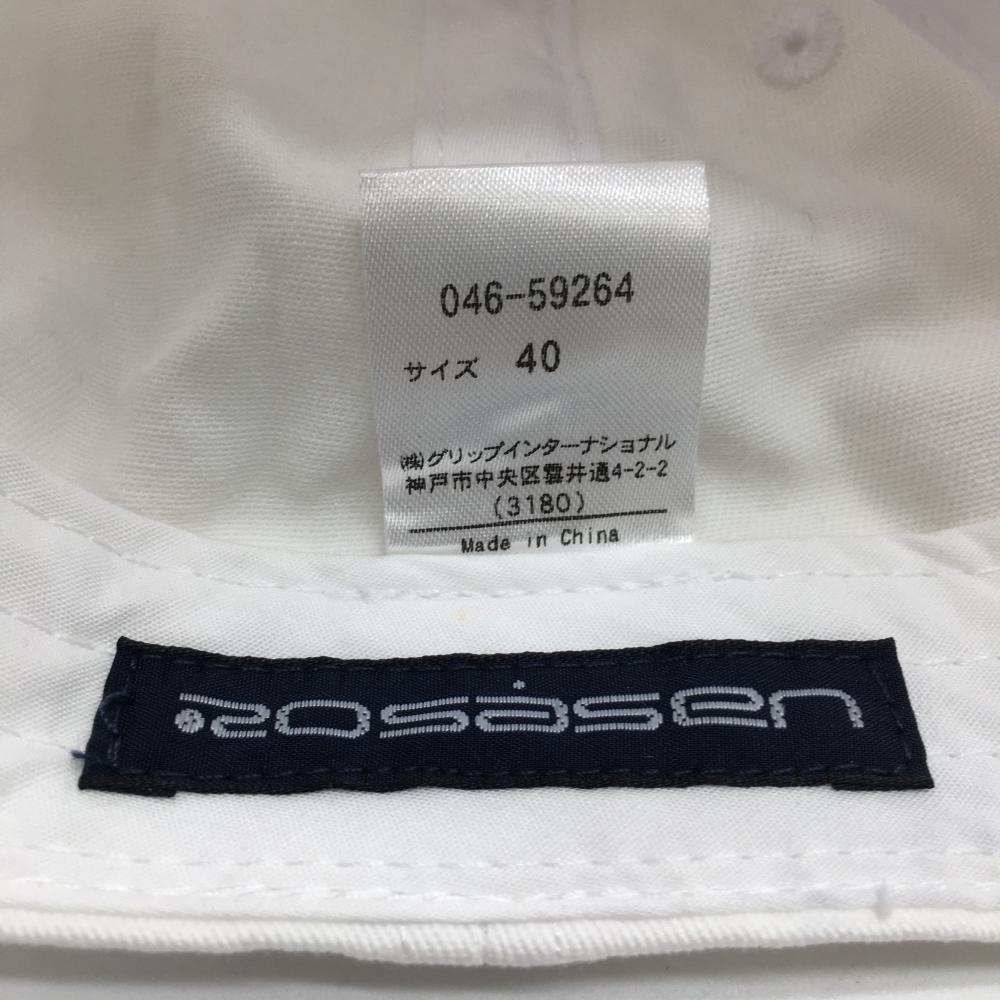 046-59264
サイズ 40
(株)グリップインターナショナル
神戸市中央区雲井通4-2-2
(3180)
Made in China
rosasen